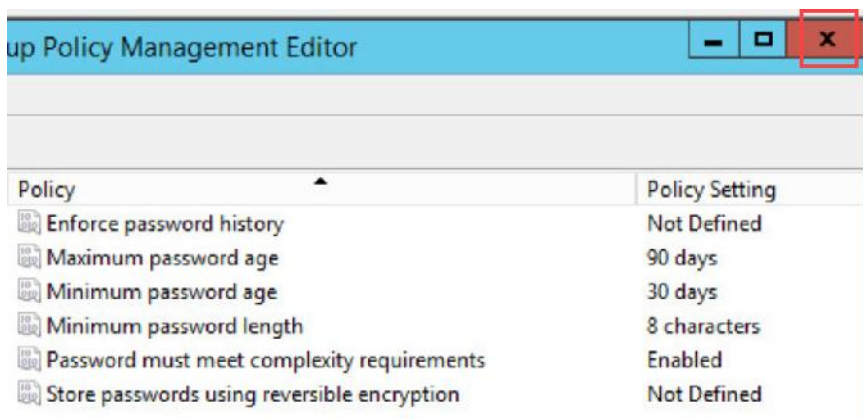 up Policy Management Editor
Policy Policy Setting
Enforce password history Not Defined
Maximum password age 90 days
Minimum password age 30 days
Minimum password length 8 characters
Password must meet complexity requirements Enabled
Store passwords using reversible encryption Not Defined